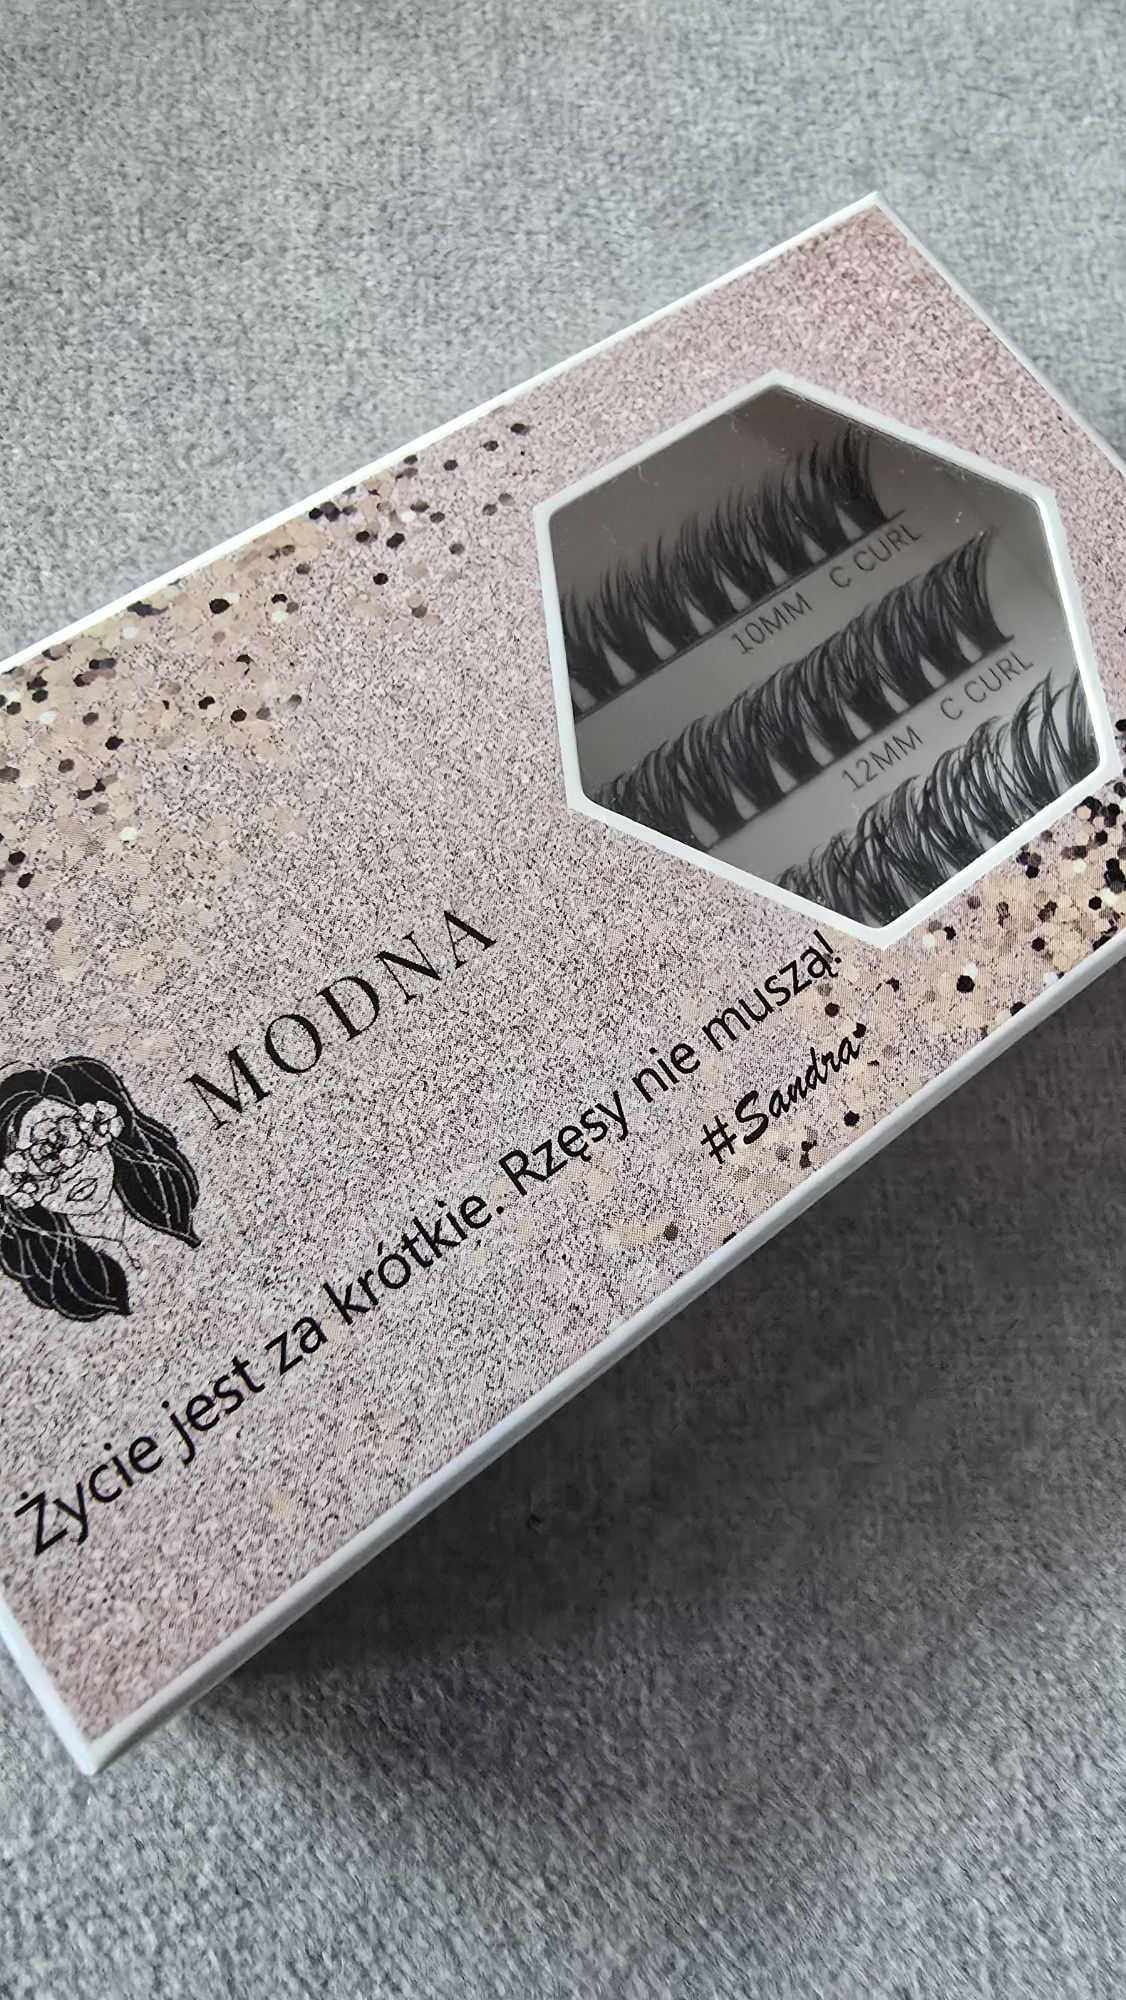 10MM C CURL
12MM C CURL
MODNA
Życie jest za krótkie. Rzęsy nie muszą!
#Sandra